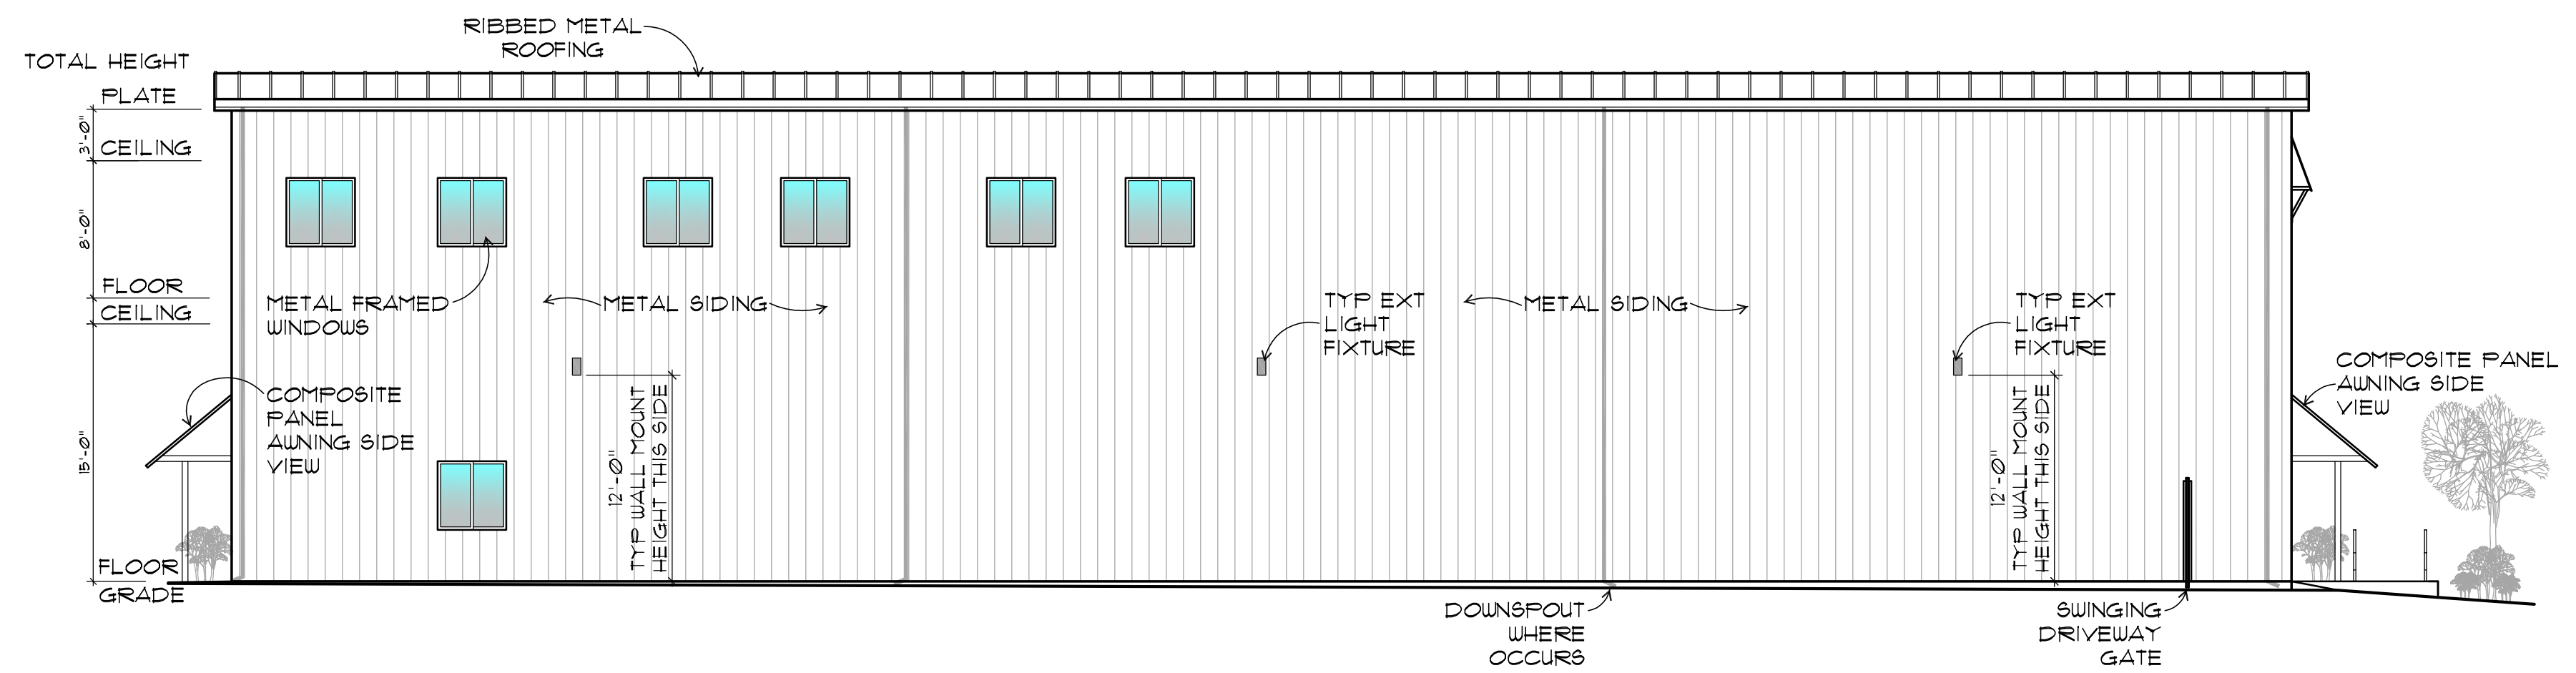 RIBBED METAL
ROOFING
TOTAL HEIGHT
PLATE
3'-0"
CEILING
8'-0"
FLOOR
CEILING
15'-0"
FLOOR
GRADE
METAL FRAMED
WINDOWS
METAL SIDING
TYP EXT
LIGHT
FIXTURE
METAL SIDING
TYP EXT
LIGHT
FIXTURE
COMPOSITE
PANEL
AWNING SIDE
VIEW
COMPOSITE PANEL
AWNING SIDE
VIEW
12'-0"
TYP WALL MOUNT
HEIGHT THIS SIDE
12'-0"
TYP WALL MOUNT
HEIGHT THIS SIDE
DOWNSPOUT
WHERE
OCCURS
SWINGING
DRIVEWAY
GATE